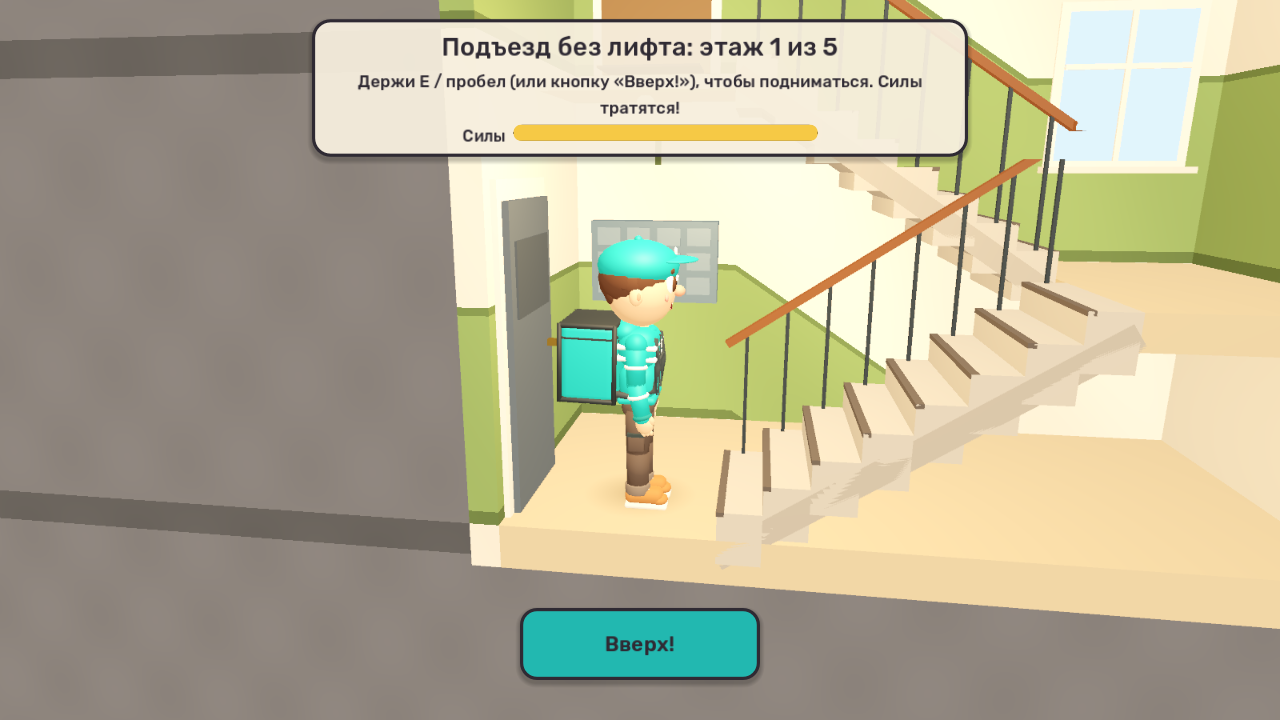 Подъезд без лифта: этаж 1 из 5
Держи E / пробел (или кнопку «Вверх!»), чтобы подниматься. Силы
тратятся!
Силы
Вверх!